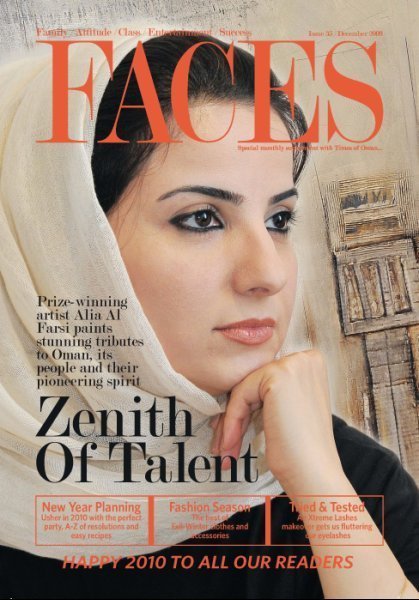 Family / Attitude / Class / Entertainment / Success
Issue 35 / December 2009
FACES
Special monthly supplement with Times of Oman...
Prize-winning
artist Alia Al
Farsi paints
stunning tributes
to Oman, its
people and their
pioneering spirit
Zenith
Of Talent
New Year Planning
Usher in 2010 with the perfect
party, A-Z of resolutions and
easy recipes
Fashion Season
The best of
Fall-Winter clothes and
accessories
Tried & Tested
An Xtreme Lashes
makeover gets us fluttering
our eyelashes
HAPPY 2010 TO ALL OUR READERS